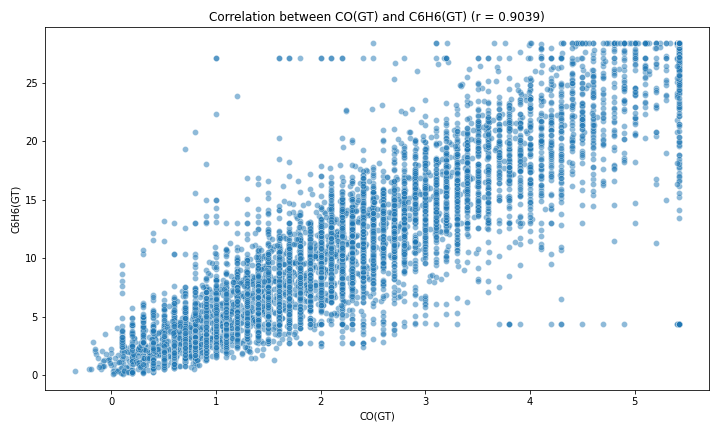 Correlation between CO(GT) and C6H6(GT) (r = 0.9039)
C6H6(GT)
25
20
15
10
5
0
0 1 2 3 4 5
CO(GT)